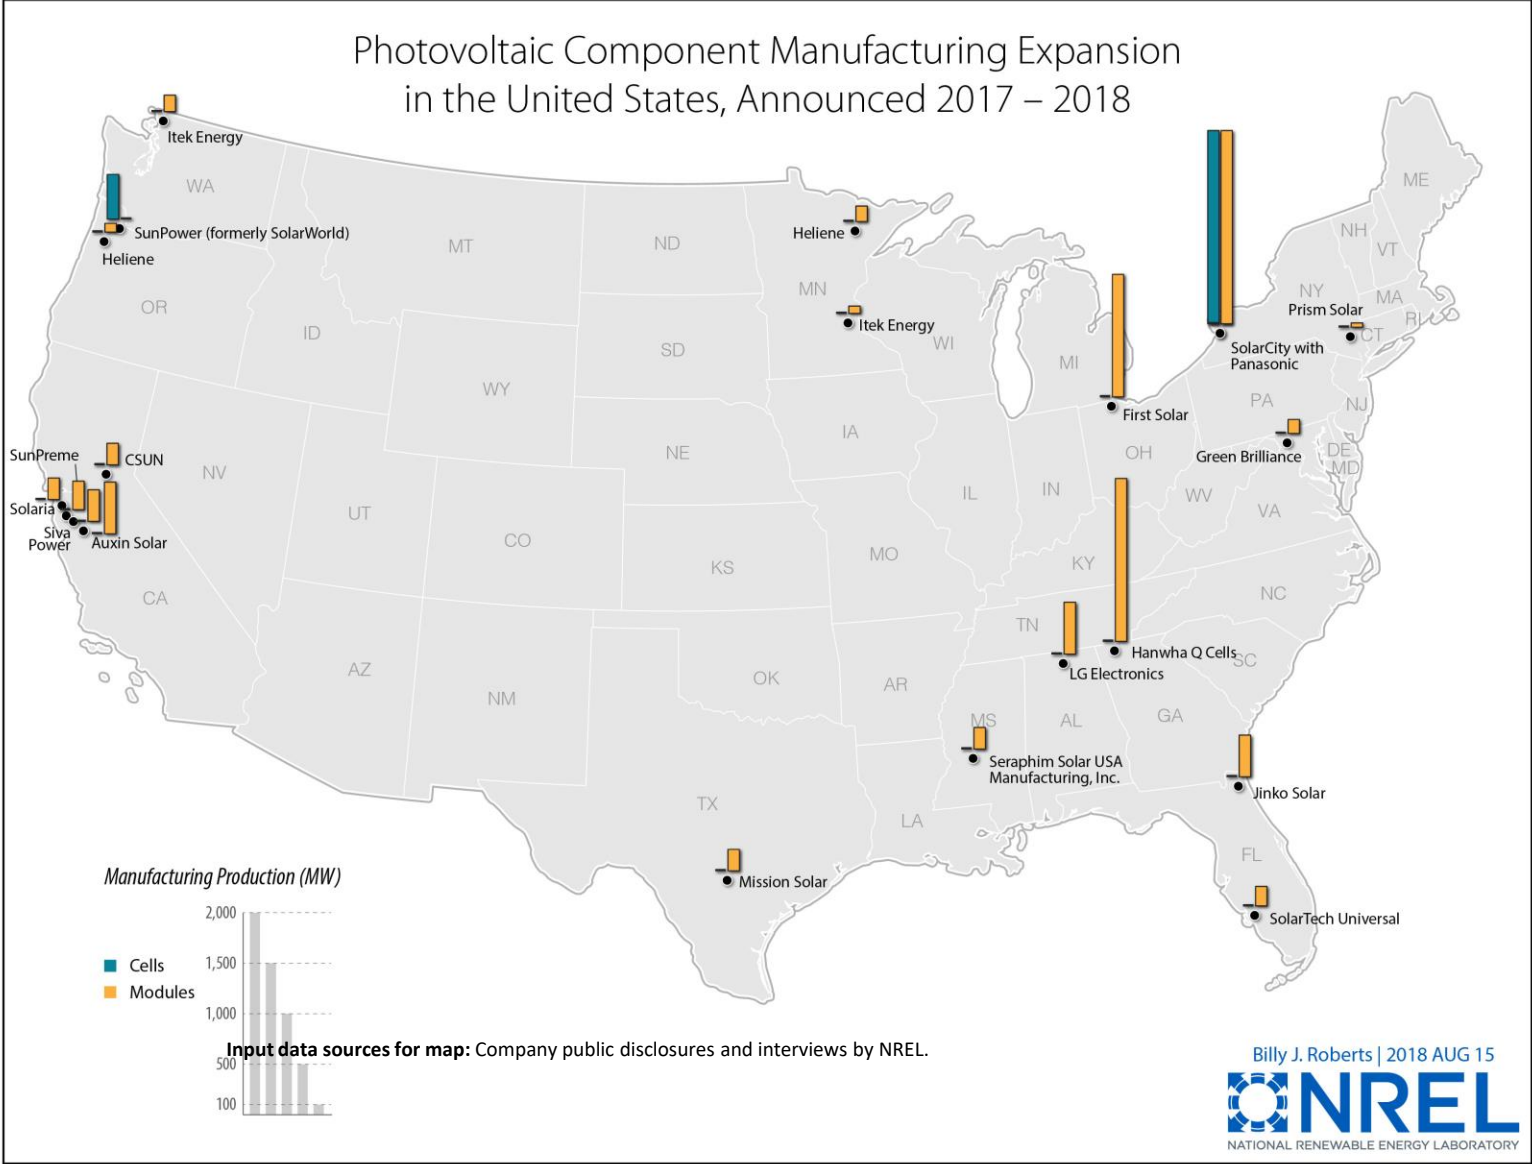 Photovoltaic Component Manufacturing Expansion
in the United States, Announced 2017 – 2018
Itek Energy
WA
SunPower (formerly SolarWorld)
Heliene
OR
ID
MT
ND
Heliene
MN
Itek Energy
WI
SD
WY
MI
First Solar
ME
NH
VT
NY
MA
Prism Solar
RI
CT
SolarCity with
Panasonic
PA
NJ
Green Brilliance
DE
MD
OH
WV
VA
IA
NE
IL
IN
SunPreme
CSUN
NV
Solaria
Siva
Power
Auxin Solar
UT
CO
KS
MO
KY
CA
NC
TN
Hanwha Q Cells
SC
LG Electronics
AZ
NM
OK
AR
MS
AL
GA
Seraphim Solar USA
Manufacturing, Inc.
Jinko Solar
TX
LA
FL
Mission Solar
SolarTech Universal
Manufacturing Production (MW)
2,000
1,500
1,000
500
100
Cells
Modules
Input data sources for map: Company public disclosures and interviews by NREL.
Billy J. Roberts | 2018 AUG 15
NREL
NATIONAL RENEWABLE ENERGY LABORATORY